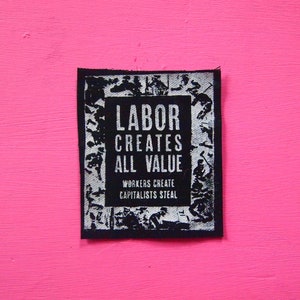 LABOR
CREATES
ALL VALUE
WORKERS CREATE
CAPITALISTS STEAL